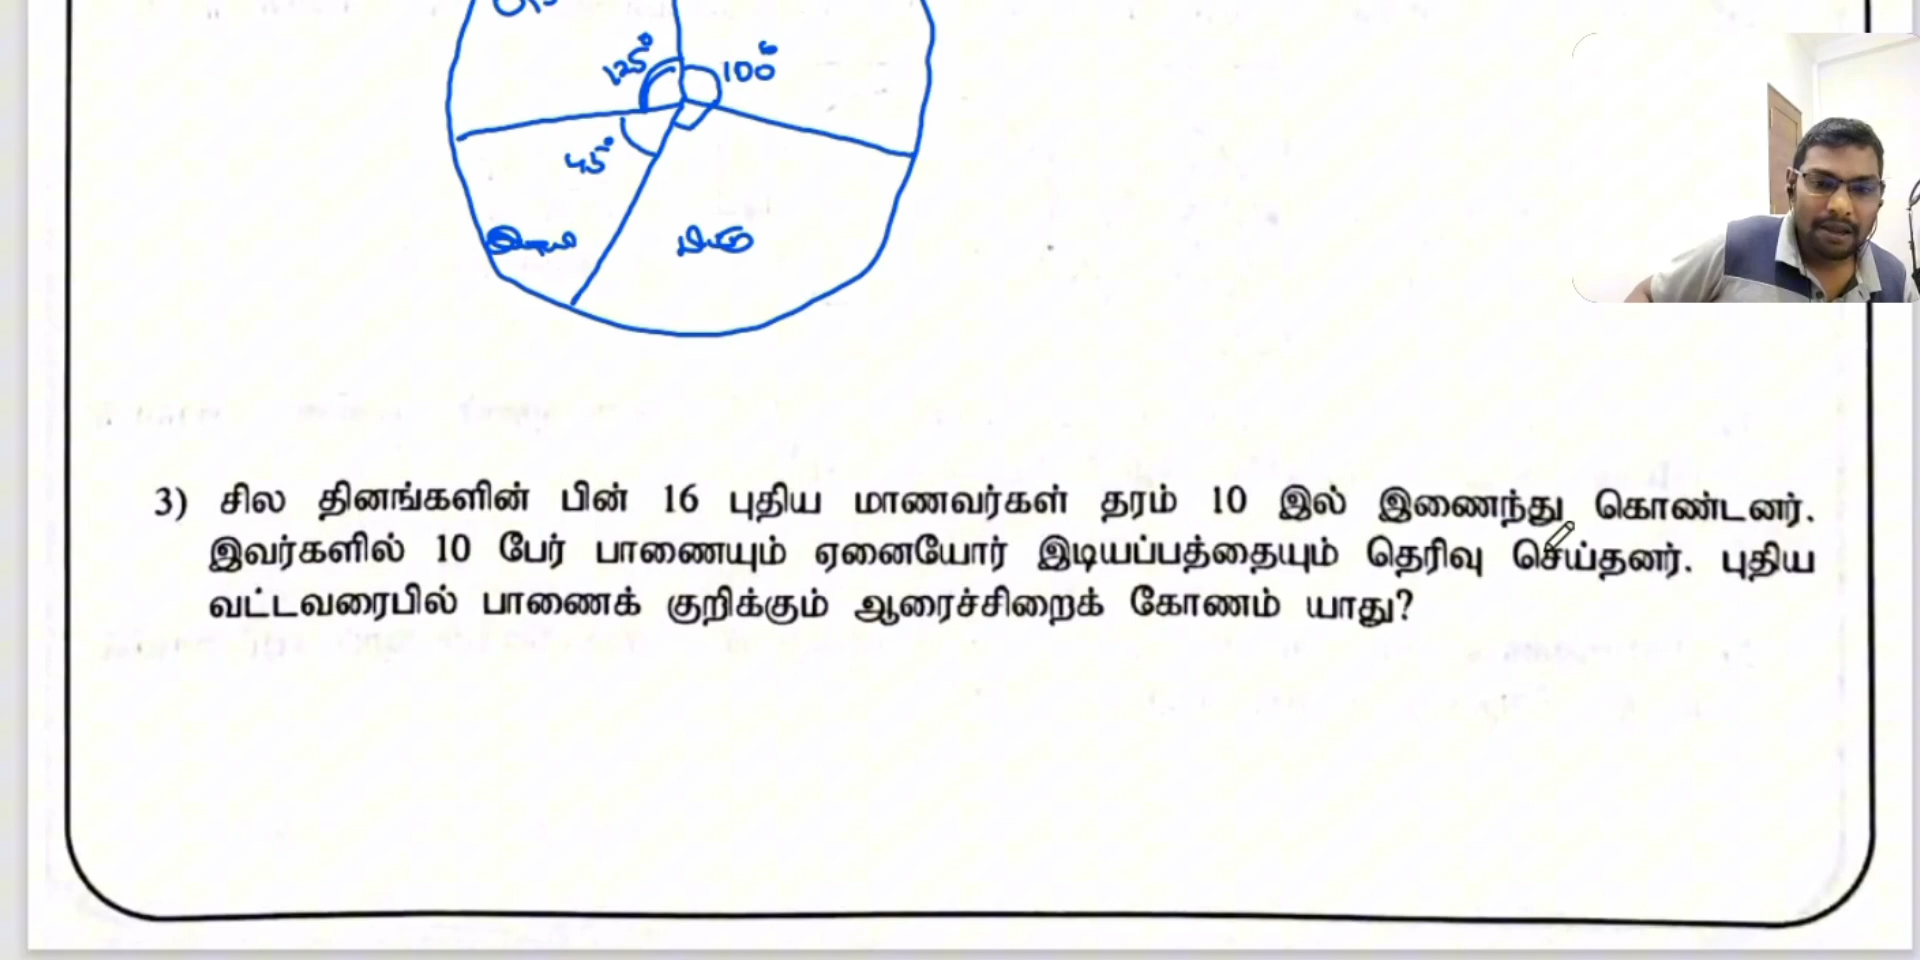 125°
100°
45°
3) சில தினங்களின் பின் 16 புதிய மாணவர்கள் தரம் 10 இல் இணைந்து கொண்டனர்.
இவர்களில் 10 பேர் பாணையும் ஏனையோர் இடியப்பத்தையும் தெரிவு செய்தனர். புதிய
வட்டவரைபில் பாணைக் குறிக்கும் ஆரைச்சிறைக் கோணம் யாது?